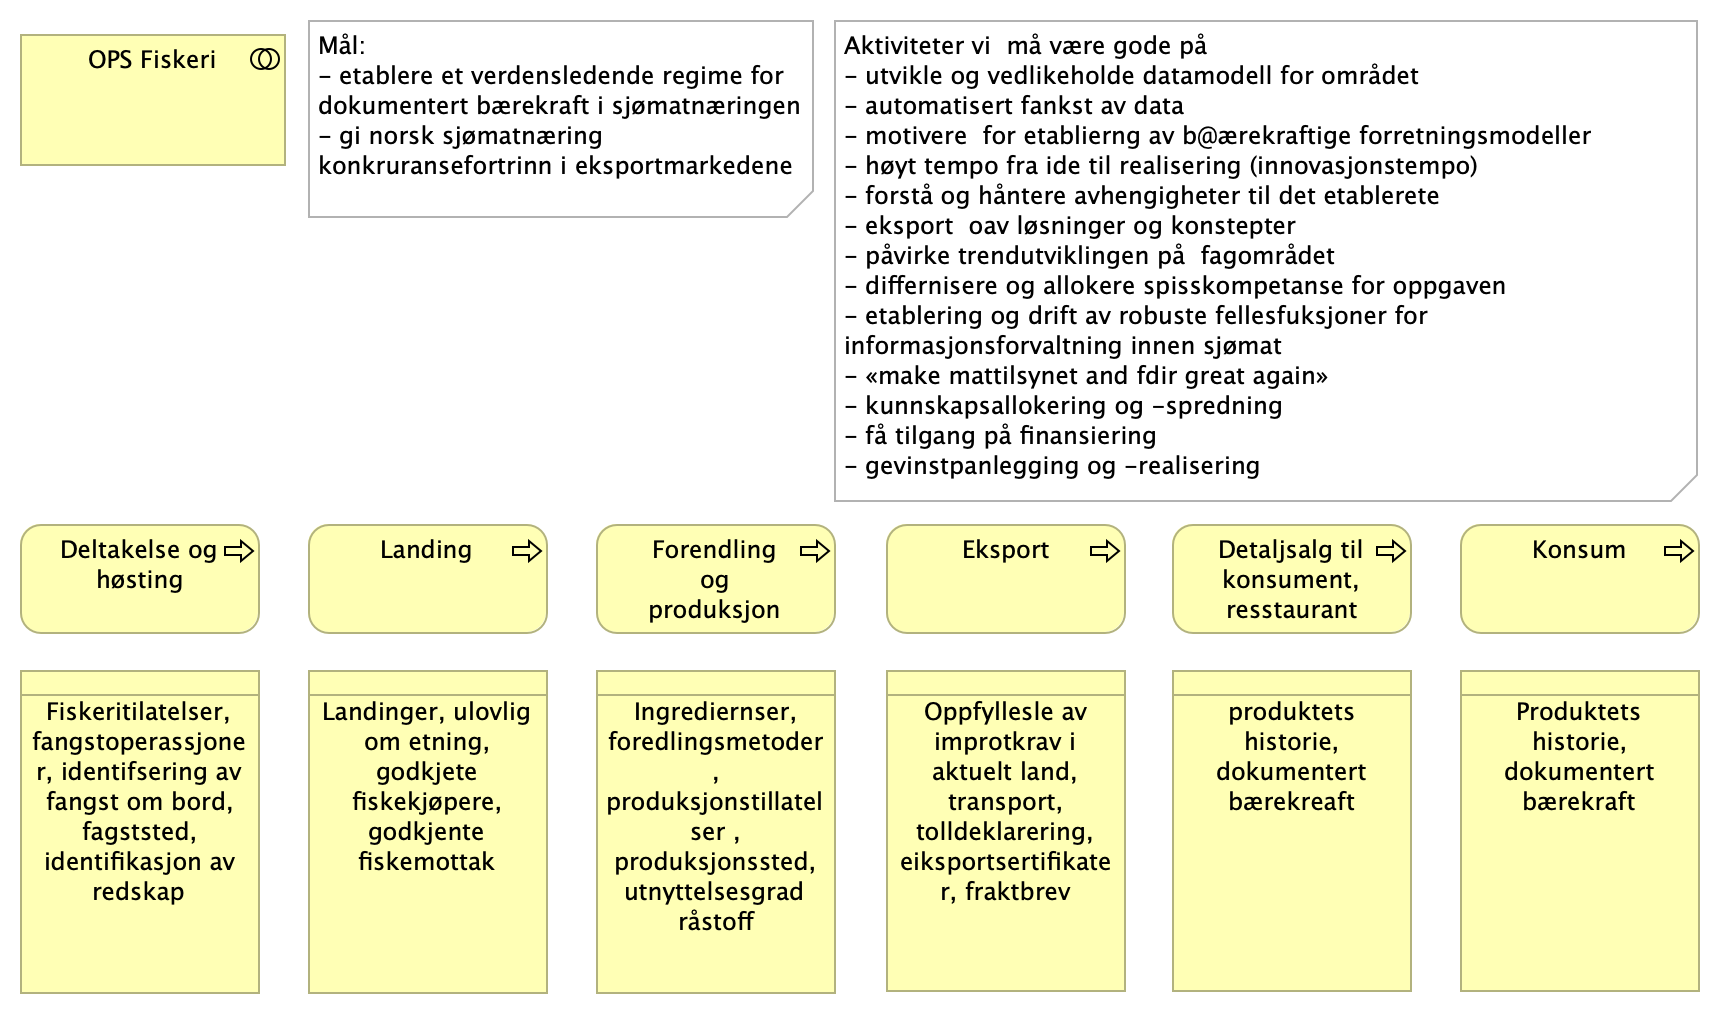 OPS Fiskeri
Mål:
- etablere et verdensledende regime for
dokumentert bærekraft i sjømatnæringen
- gi norsk sjømatnæring
konkruransefortrinn i eksportmarkedene
Aktiviteter vi  må være gode på
- utvikle og vedlikeholde datamodell for området
- automatisert fankst av data
- motivere  for etablierng av b@ærekraftige forretningsmodeller
- høyt tempo fra ide til realisering (innovasjonstempo)
- forstå og håntere avhengigheter til det etablerete
- eksport  oav løsninger og konstepter
- påvirke trendutviklingen på  fagområdet
- differnisere og allokere spisskompetanse for oppgaven
- etablering og drift av robuste fellesfuksjoner for
informasjonsforvaltning innen sjømat
- «make mattilsynet and fdir great again»
- kunnskapsallokering og -spredning
- få tilgang på finansiering
- gevinstpanlegging og -realisering
Deltakelse og
høsting
Landing
Forendling
og
produksjon
Eksport
Detaljsalg til
konsument,
resstaurant
Konsum
Fiskeritilatelser,
fangstoperassjone
r, identifsering av
fangst om bord,
fagststed,
identifikasjon av
redskap
Landinger, ulovlig
om etning,
godkjete
fiskekjøpere,
godkjente
fiskemottak
Ingrediernser,
foredlingsmetoder
,
produksjonstillatel
ser ,
produksjonssted,
utnyttelsesgrad
råstoff
Oppfyllesle av
improtkrav i
aktuelt land,
transport,
tolldeklarering,
eiksportsertifikate
r, fraktbrev
produktets
historie,
dokumentert
bærekreaft
Produktets
historie,
dokumentert
bærekraft